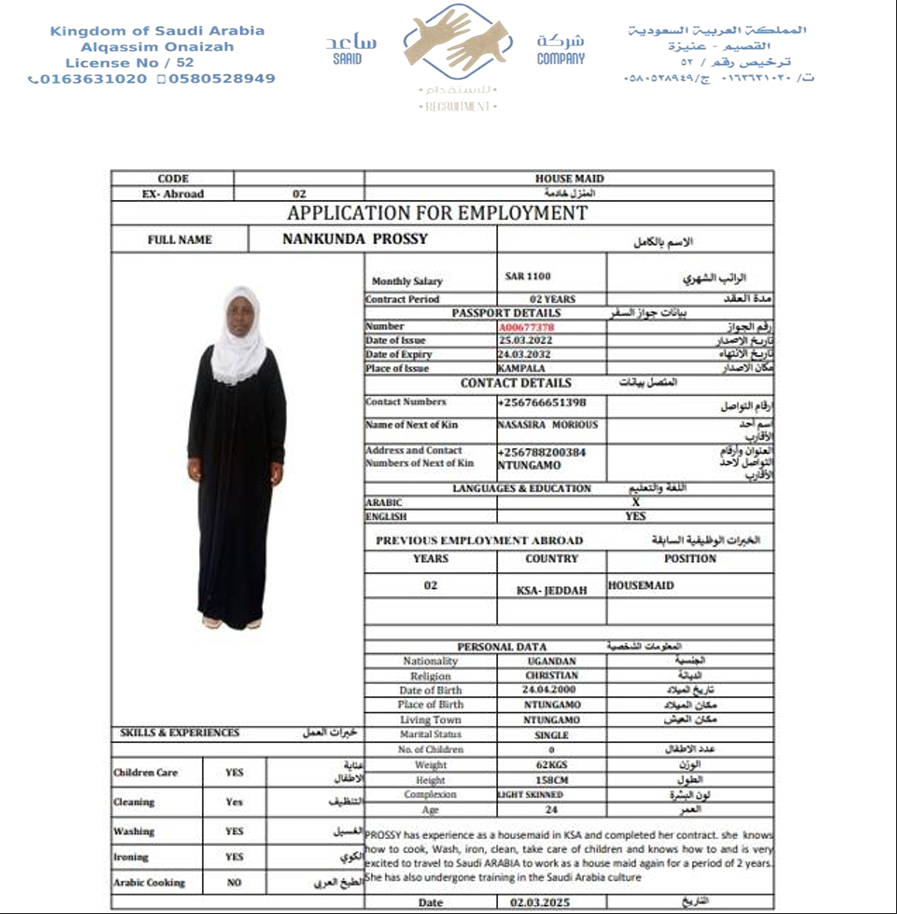 Kingdom of Saudi Arabia
Alqassim Onaizah
License No / 52
0163631020 0580528949
ساعد
SAAID
شركة
COMPANY
للاستقدام
• RECRUITMENT •
المملكة العربية السعودية
القصيم - عنيزة
ترخيص رقم / ٥٢
ت/ ٠١٦٣٦٣١٠٢٠ ج/٠٥٨٠٥٢٨٩٤٩
CODE HOUSE MAID
EX- Abroad 02 المنزل خادمة
APPLICATION FOR EMPLOYMENT
FULL NAME NANKUNDA PROSSY الاسم بالكامل
Monthly Salary SAR 1100 الراتب الشهري
Contract Period 02 YEARS مدة العقد
PASSPORT DETAILS بيانات جواز السفر
Number A00677378 رقم الجواز
Date of Issue 25.03.2022 تاريخ الاصدار
Date of Expiry 24.03.2032 تاريخ الانتهاء
Place of Issue KAMPALA مكان الاصدار
CONTACT DETAILS المتصل بيانات
Contact Numbers +256766651398 ارقام التواصل
Name of Next of Kin NASASIRA MORIOUS اسم أحد الأقارب
Address and Contact Numbers of Next of Kin +256788200384 NTUNGAMO العنوان وأرقام التواصل لاحد الأقارب
LANGUAGES & EDUCATION اللغة والتعليم
ARABIC X
ENGLISH YES
PREVIOUS EMPLOYMENT ABROAD الخبرات الوظيفية السابقة
YEARS COUNTRY POSITION
02 KSA- JEDDAH HOUSEMAID
PERSONAL DATA المعلومات الشخصية
Nationality UGANDAN الجنسية
Religion CHRISTIAN الديانة
Date of Birth 24.04.2000 تاريخ الميلاد
Place of Birth NTUNGAMO مكان الميلاد
Living Town NTUNGAMO مكان العيش
Marital Status SINGLE
No. of Children 0 عدد الاطفال
Weight 62KGS الوزن
Height 158CM الطول
Complexion LIGHT SKINNED لون البشرة
Age 24 العمر
SKILLS & EXPERIENCES خبرات العمل
Children Care YES عناية الاطفال
Cleaning Yes التنظيف
Washing YES الغسيل
Ironing YES الكوي
Arabic Cooking NO الطبخ العربي
PROSSY has experience as a housemaid in KSA and completed her contract. she knows
how to cook, Wash, iron, clean, take care of children and knows how to and is very
excited to travel to Saudi ARABIA to work as a house maid again for a period of 2 years.
She has also undergone training in the Saudi Arabia culture
Date 02.03.2025 التاريخ